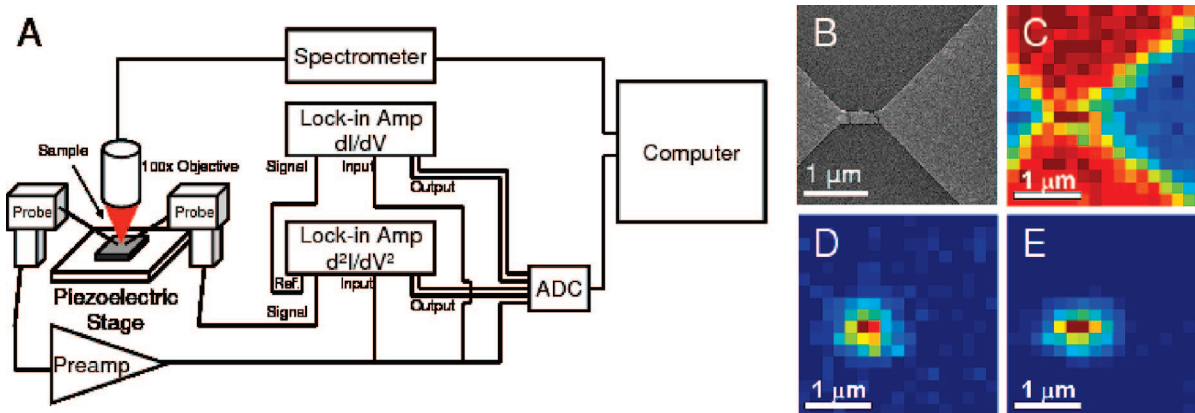 A
Spectrometer
Lock-in Amp
dI/dV
Signal
Input
Output
Computer
Sample
100x Objective
Probe
Probe
Lock-in Amp
d²I/dV²
Ref.
Input
Signal
Output
ADC
Piezoelectric
Stage
Preamp
B
1 μm
C
1 μm
D
1 μm
E
1 μm